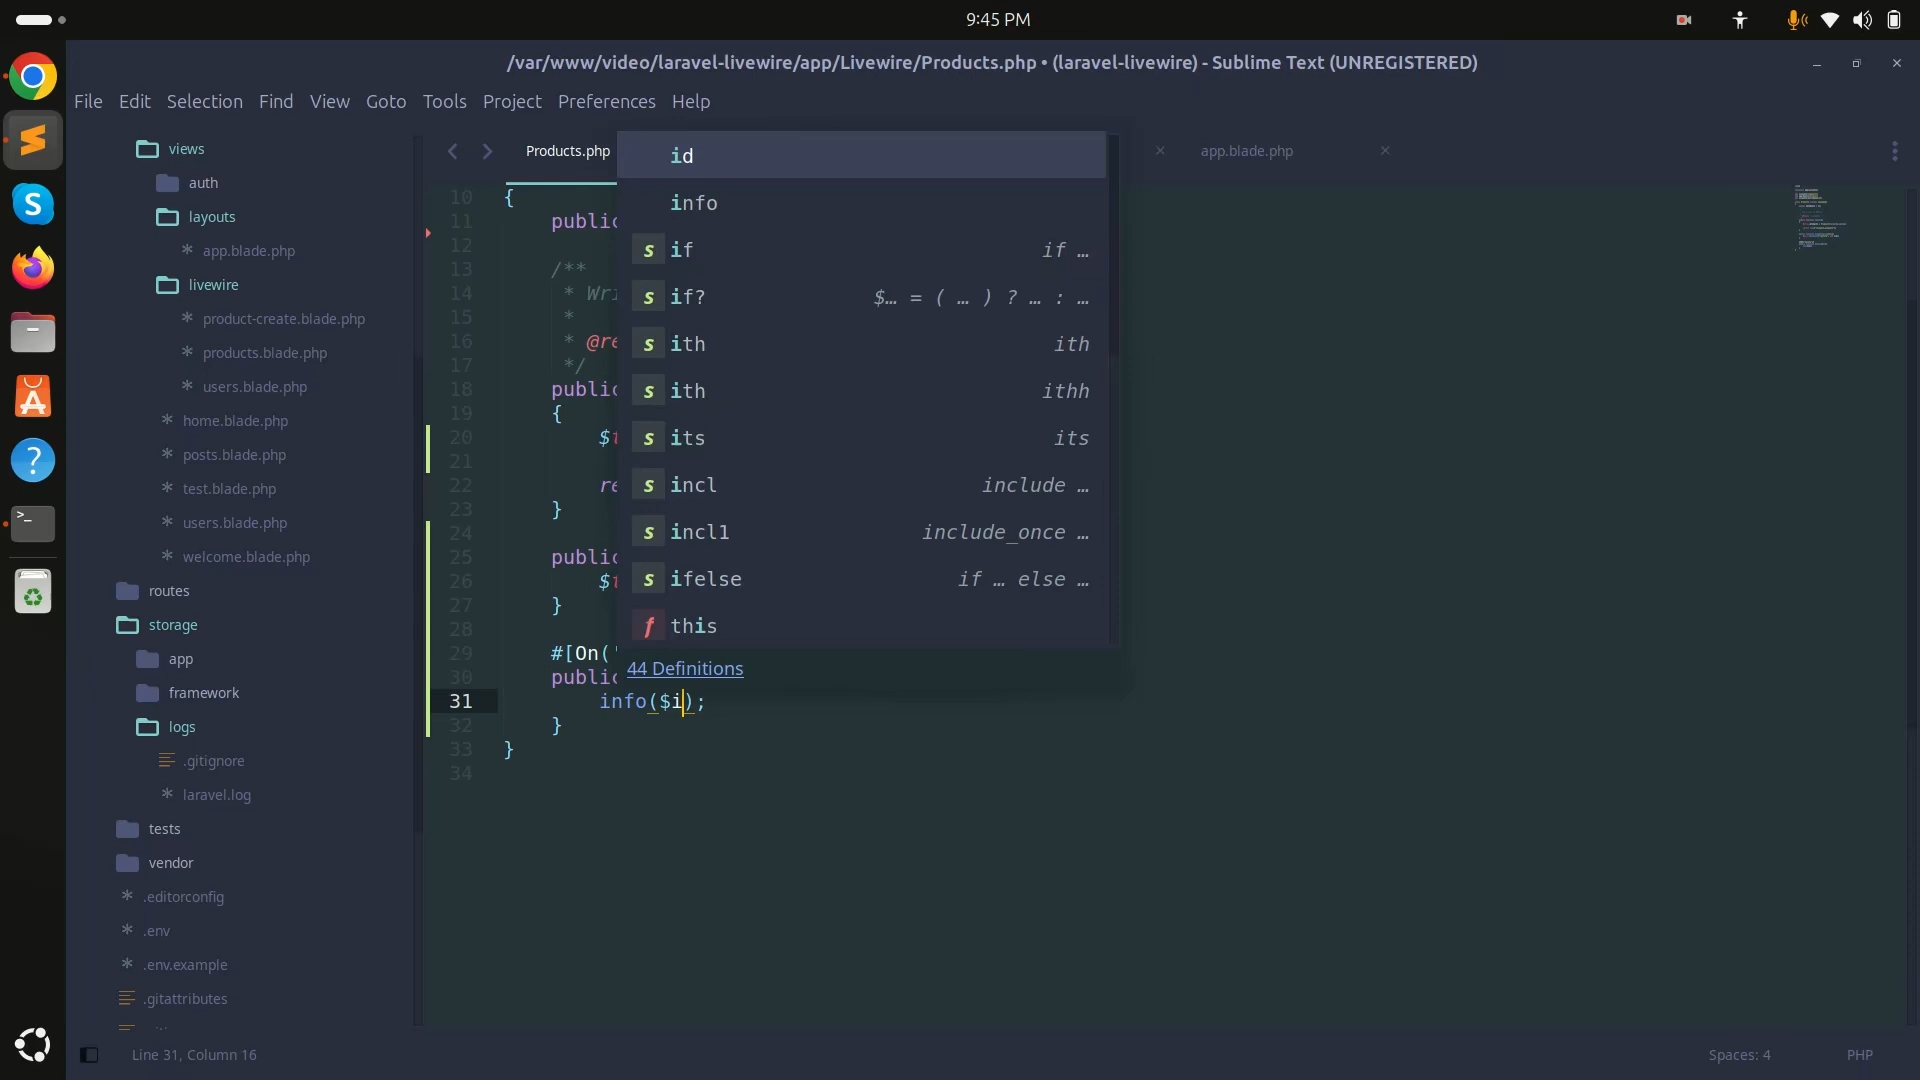 9:45 PM
/var/www/video/laravel-livewire/app/Livewire/Products.php • (laravel-livewire) - Sublime Text (UNREGISTERED)
File Edit Selection Find View Goto Tools Project Preferences Help
views
auth
layouts
app.blade.php
livewire
product-create.blade.php
products.blade.php
users.blade.php
home.blade.php
posts.blade.php
test.blade.php
users.blade.php
welcome.blade.php
routes
storage
app
framework
logs
.gitignore
laravel.log
tests
vendor
.editorconfig
.env
.env.example
.gitattributes
Products.php
app.blade.php
10 {
11 public
12
13 /**
14 * Wri
15 *
16 * @re
17 */
18 public
19 {
20 $t
21
22 re
23 }
24
25 public
26 $t
27 }
28
29 #[On('
30 public
31 info($i);
32 }
33 }
34
id
info
s if if …
s if? $… = ( … ) ? … : …
s ith ith
s ith ithh
s its its
s incl include …
s incl1 include_once …
s ifelse if … else …
f this
44 Definitions
Line 31, Column 16
Spaces: 4
PHP